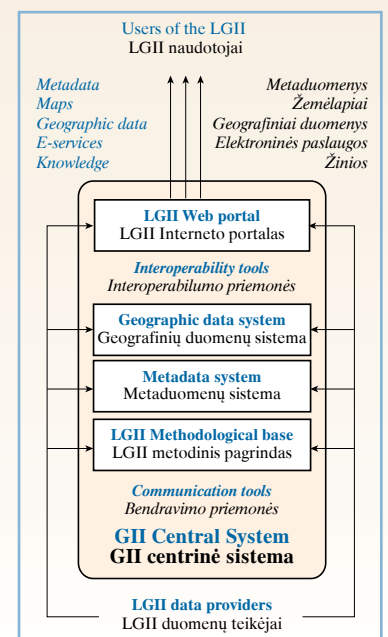 Users of the LGII
LGII naudotojai
Metadata
Maps
Geographic data
E-services
Knowledge
Metaduomenys
Žemėlapiai
Geografiniai duomenys
Elektroninės paslaugos
Žinios
LGII Web portal
LGII Interneto portalas
Interoperability tools
Interoperabilumo priemonės
Geographic data system
Geografinių duomenų sistema
Metadata system
Metaduomenų sistema
LGII Methodological base
LGII metodinis pagrindas
Communication tools
Bendravimo priemonės
GII Central System
GII centrinė sistema
LGII data providers
LGII duomenų teikėjai